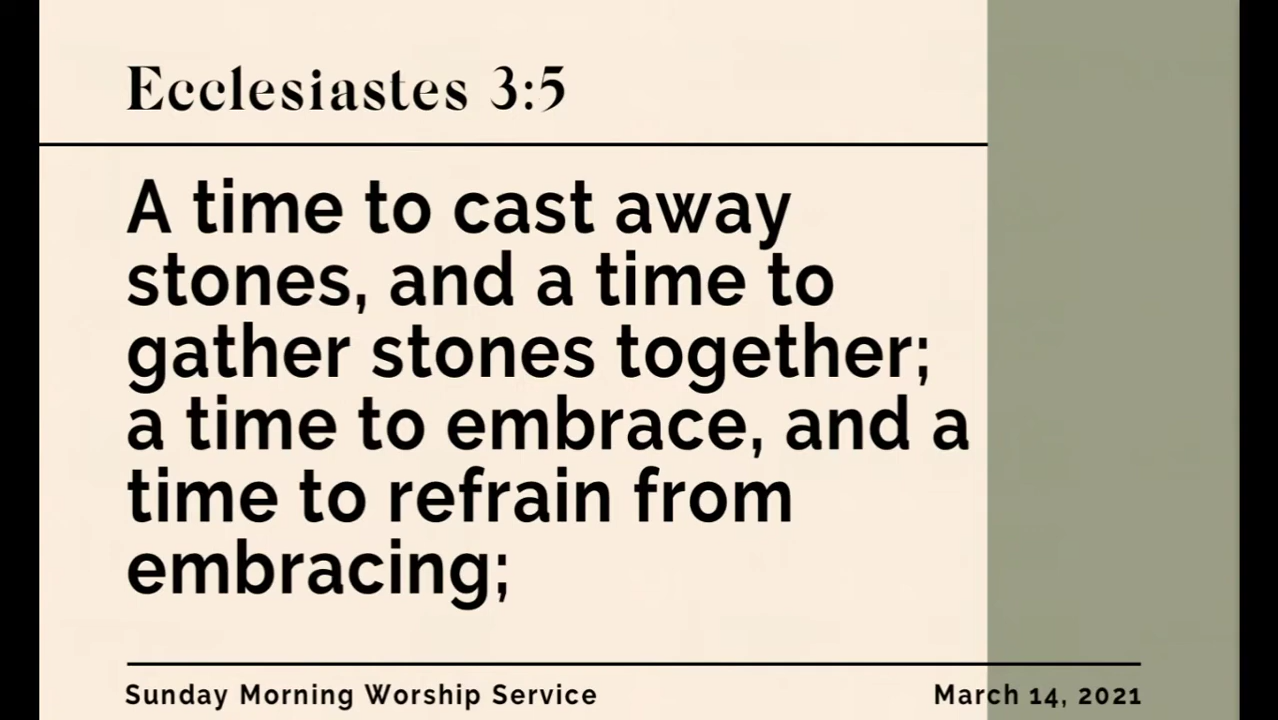 Ecclesiastes 3:5
A time to cast away
stones, and a time to
gather stones together;
a time to embrace, and a
time to refrain from
embracing;
Sunday Morning Worship Service
March 14, 2021